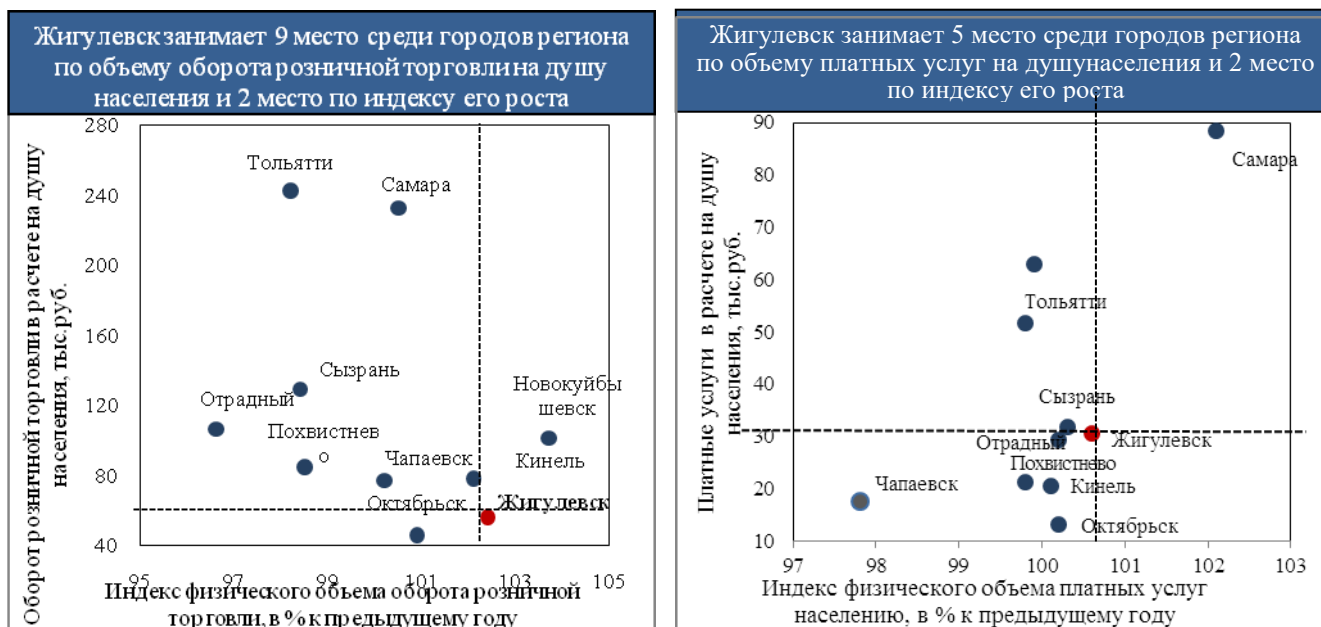 Жигулевск занимает 9 место среди городов региона
по объему оборота розничной торговли на душу
населения и 2 место по индексу его роста
Оборот розничной торговли в расчете на душу
населения, тыс.руб.
280
240
200
160
120
80
40
Тольятти
Самара
Сызрань
Отрадный
Новокуйбы
шевск
Похвистнев
о
Чапаевск
Кинель
Октябрьск
Жигулевск
95
97
99
101
103
105
Индекс физического объема оборота розничной
торговли, в % к предыдущему году
Жигулевск занимает 5 место среди городов региона
по объему платных услуг на душу населения и 2 место
по индексу его роста
Платные услуги в расчете на душу
населения, тыс.руб.
90
80
70
60
50
40
30
20
10
Самара
Тольятти
Сызрань
Отрадный
Жигулевск
Похвистнево
Чапаевск
Кинель
Октябрьск
97
98
99
100
101
102
103
Индекс физического объема платных услуг
населению, в % к предыдущему году